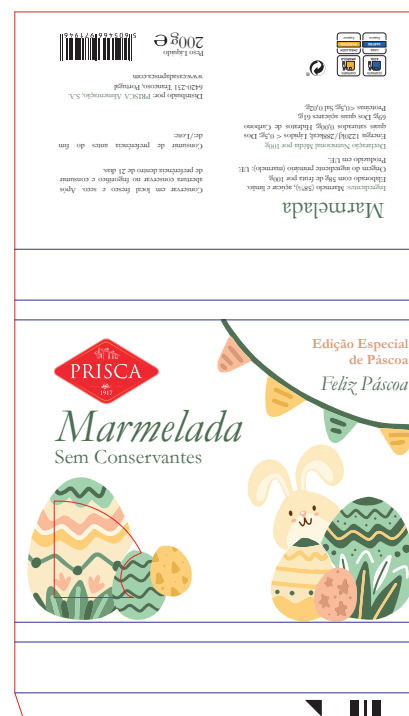 Marmelada
Ingredientes: Marmelo (58%), açúcar e limão.
Elaborado com 58g de fruta por 100g
Origem do ingrediente primário (marmelo): UE
Produzido em UE.
Declaração Nutricional Média por 100g
Energia 1220kJ/288kcal; Lípidos < 0,5g; Dos
quais saturados 0,00g; Hidratos de Carbono
69g; Dos quais açúcares 61g
Proteínas <0,5g; Sal 0,02g
Conservar em local fresco e seco. Após
abertura conservar no frigorífico e consumir
de preferência dentro de 21 dias.
Consumir de preferência antes do fim
de:/Lote:
Distribuído por: PRISCA Alimentação, S.A.
6420-251 Trancoso, Portugal
www.casadaprisca.com
Peso Líquido
200g e
PRISCA
1917
Marmelada
Sem Conservantes
Edição Especial
de Páscoa
Feliz Páscoa